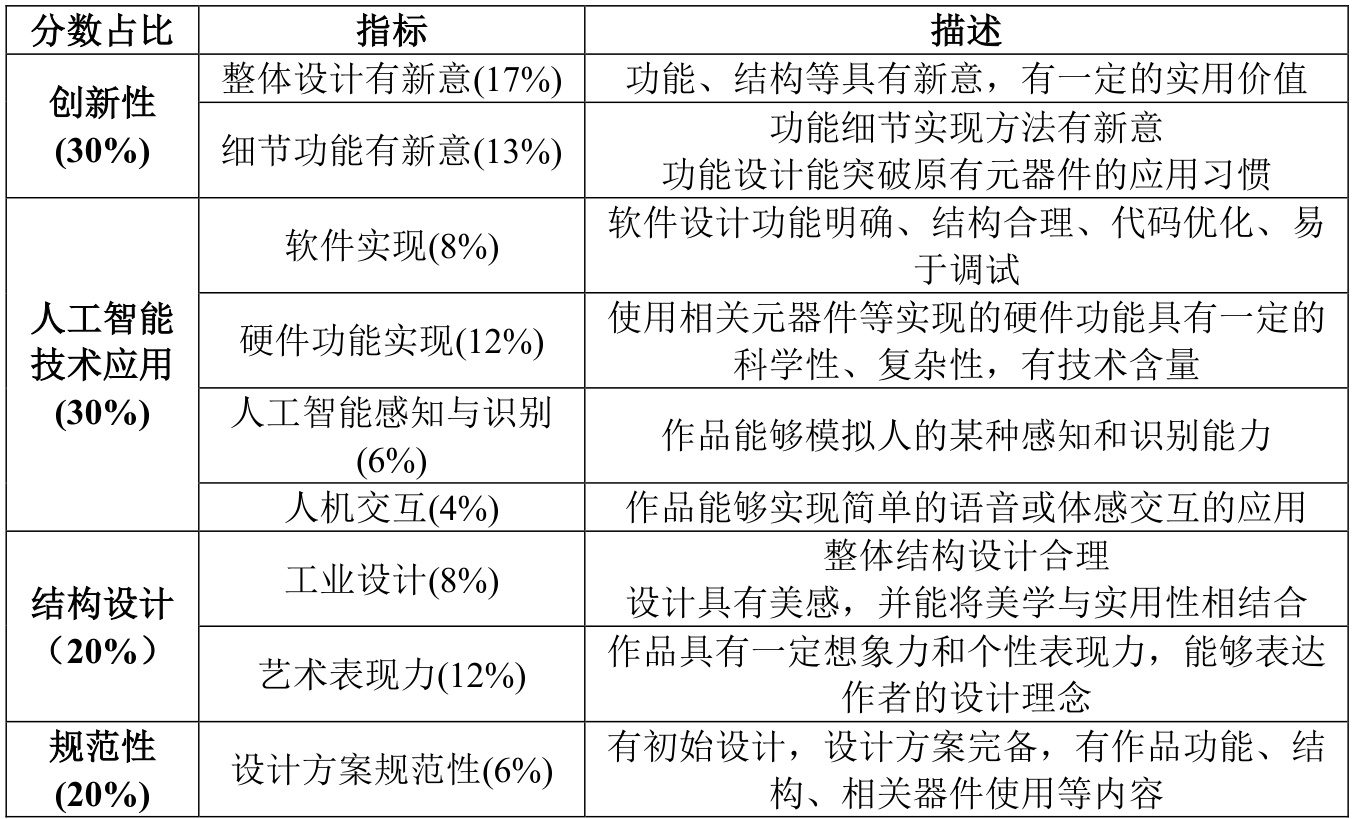 分数占比 指标 描述
创新性
(30%)
整体设计有新意(17%)
功能、结构等具有新意，有一定的实用价值
细节功能有新意(13%)
功能细节实现方法有新意
功能设计能突破原有元器件的应用习惯
人工智能
技术应用
(30%)
软件实现(8%)
软件设计功能明确、结构合理、代码优化、易
于调试
硬件功能实现(12%)
使用相关元器件等实现的硬件功能具有一定的
科学性、复杂性，有技术含量
人工智能感知与识别
(6%)
作品能够模拟人的某种感知和识别能力
人机交互(4%)
作品能够实现简单的语音或体感交互的应用
结构设计
（20%）
工业设计(8%)
整体结构设计合理
设计具有美感，并能将美学与实用性相结合
艺术表现力(12%)
作品具有一定想象力和个性表现力，能够表达
作者的设计理念
规范性
(20%)
设计方案规范性(6%)
有初始设计，设计方案完备，有作品功能、结
构、相关器件使用等内容